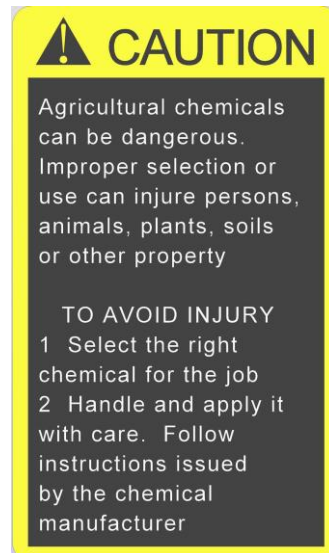 CAUTION
Agricultural chemicals
can be dangerous.
Improper selection or
use can injure persons,
animals, plants, soils
or other property
TO AVOID INJURY
1 Select the right
chemical for the job
2 Handle and apply it
with care. Follow
instructions issued
by the chemical
manufacturer